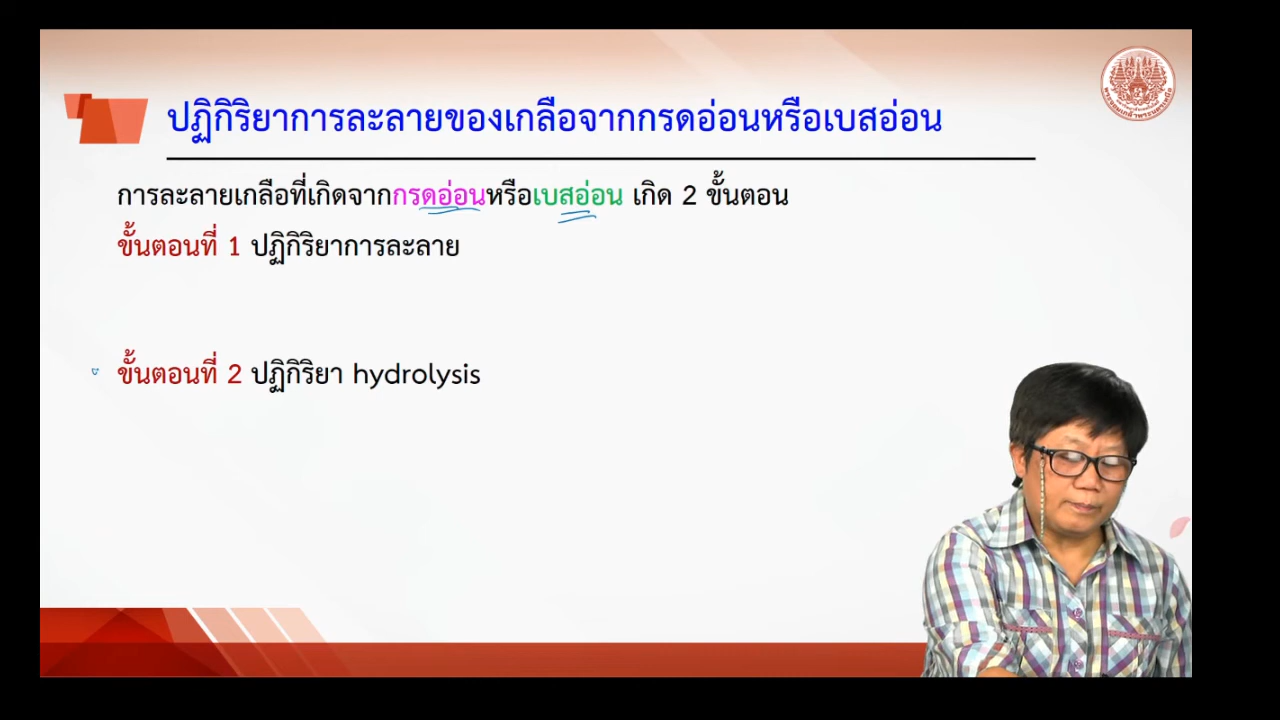 ปฏิกิริยาการละลายของเกลือจากกรดอ่อนหรือเบสอ่อน
การละลายเกลือที่เกิดจากกรดอ่อนหรือเบสอ่อน เกิด 2 ขั้นตอน
ขั้นตอนที่ 1 ปฏิกิริยาการละลาย
ขั้นตอนที่ 2 ปฏิกิริยา hydrolysis